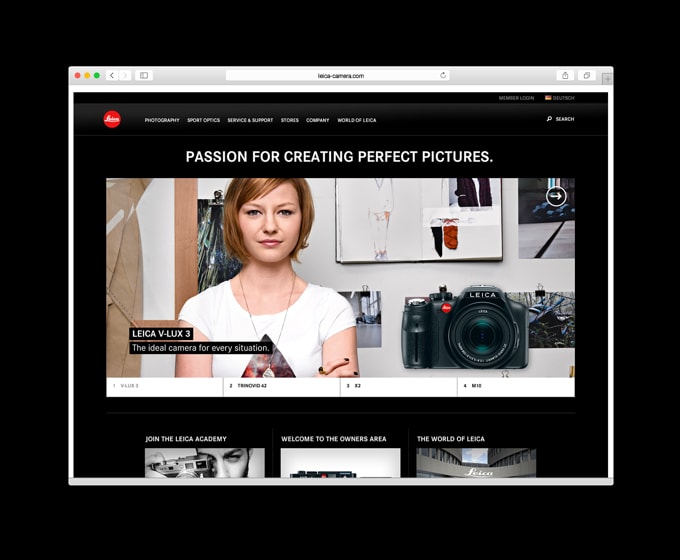 leica-camera.com
MEMBER LOGIN DEUTSCH
Leica
PHOTOGRAPHY SPORT OPTICS SERVICE & SUPPORT STORES COMPANY WORLD OF LEICA SEARCH
PASSION FOR CREATING PERFECT PICTURES.
LEICA
LEICA V-LUX 3
The ideal camera for every situation.
1 V-LUX 3 2 TRINOVID 42 3 X2 4 M10
JOIN THE LEICA ACADEMY WELCOME TO THE OWNERS AREA THE WORLD OF LEICA
Leica